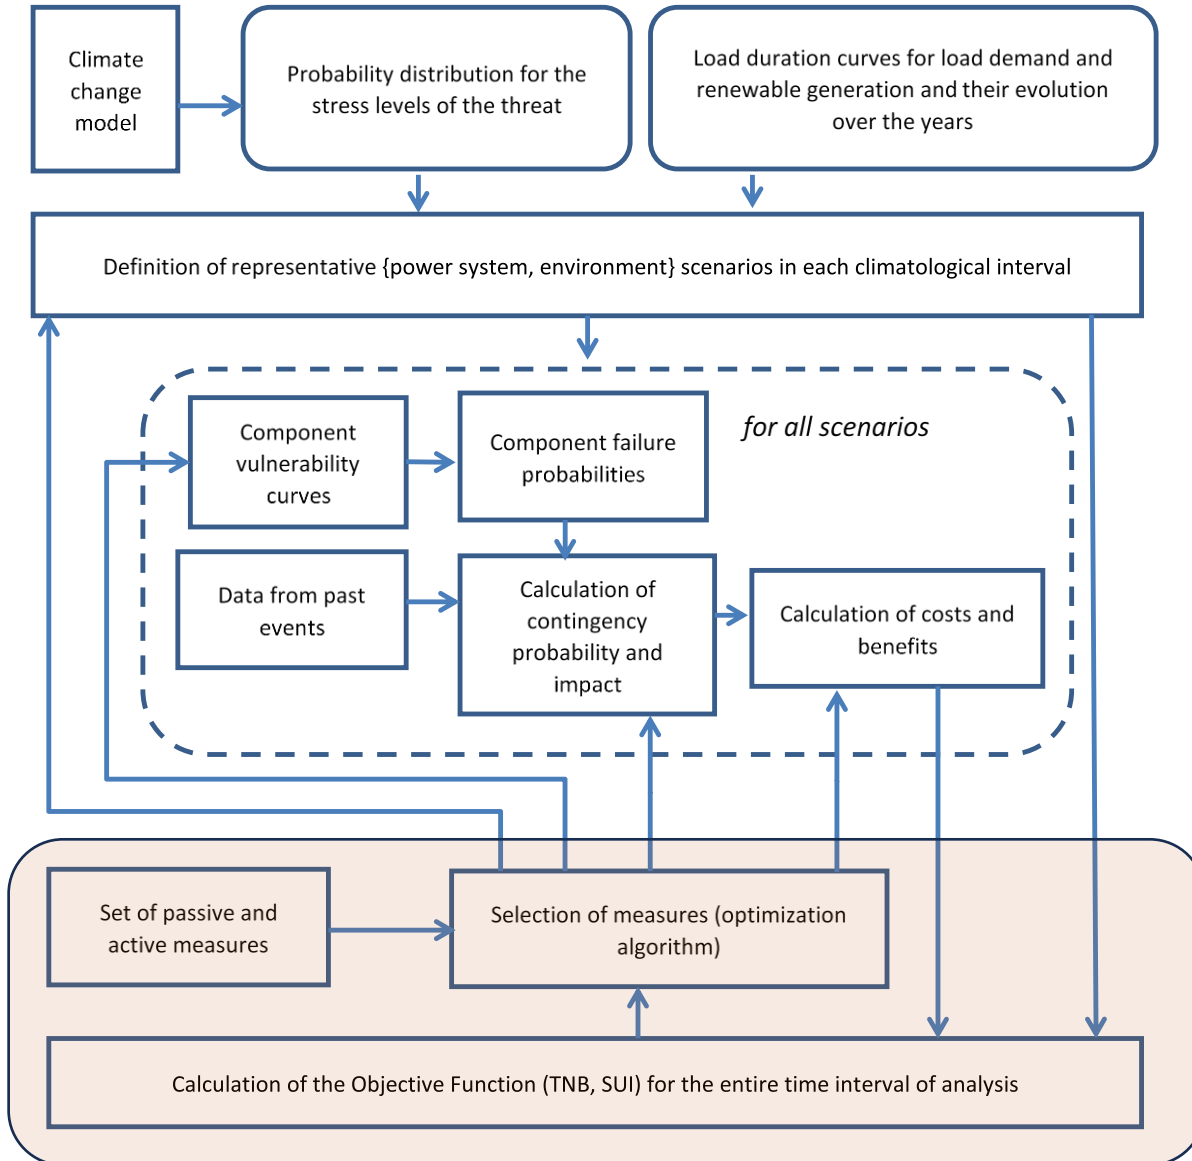 Climate
change
model
Probability distribution for the
stress levels of the threat
Load duration curves for load demand and
renewable generation and their evolution
over the years
Definition of representative {power system, environment} scenarios in each climatological interval
for all scenarios
Component
vulnerability
curves
Component failure
probabilities
Data from past
events
Calculation of
contingency
probability and
impact
Calculation of costs and
benefits
Set of passive and
active measures
Selection of measures (optimization
algorithm)
Calculation of the Objective Function (TNB, SUI) for the entire time interval of analysis